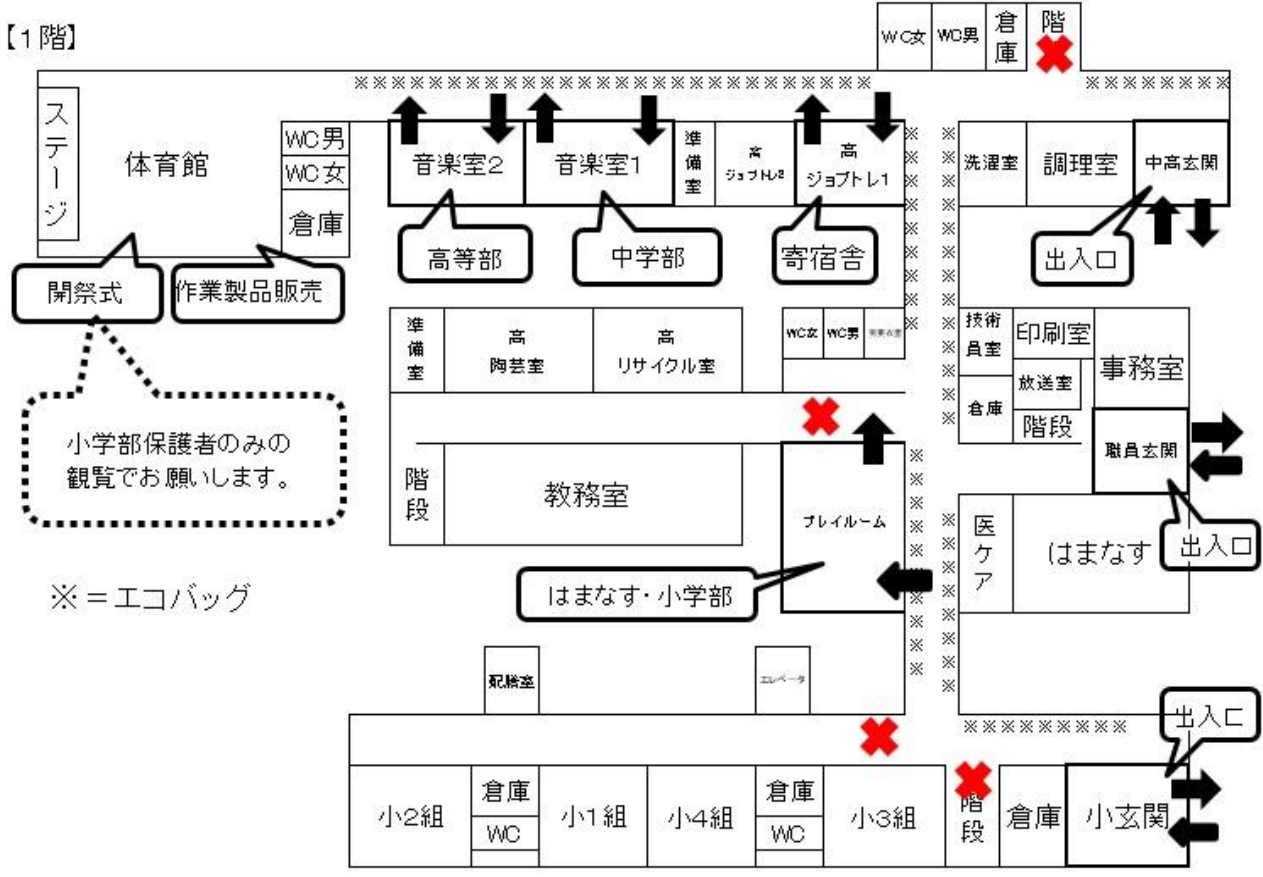 【1階】
WC女
WC男
倉庫
階
※※※※※※※※※※※※※※※※※※※※※※※※※※※※
※※※※※※※※
ステージ
体育館
WC男
WC女
倉庫
音楽室2
音楽室1
準備室
高
ジョブトレ2
高
ジョブトレ1
洗濯室
調理室
中高玄関
高等部
中学部
寄宿舎
出入口
開祭式
作業製品販売
準備室
高
陶芸室
高
リサイクル室
WC女
WC男
技術員室
印刷室
事務室
倉庫
放送室
階段
職員玄関
出入口
小学部保護者のみの
観覧でお願いします。
階段
教務室
プレイルーム
医ケア
はまなす
はまなす・小学部
※＝エコバッグ
配膳室
エレベータ
※※※※※※※※※
出入口
小2組
倉庫
WC
小1組
小4組
倉庫
WC
小3組
階段
倉庫
小玄関